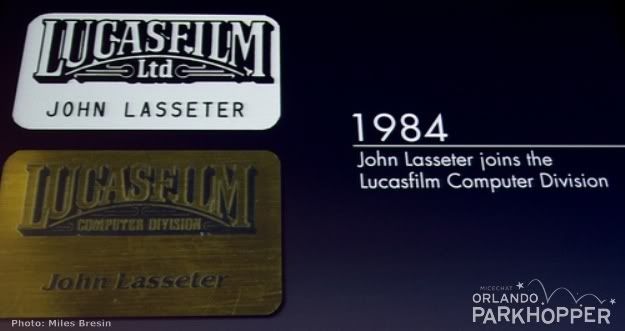 LUCASFILM
Ltd
JOHN LASSETER
LUCASFILM
COMPUTER DIVISION
John Lasseter
1984
John Lasseter joins the
Lucasfilm Computer Division
MICECHAT
ORLANDO
PARKHOPPER
Photo: Miles Bresin